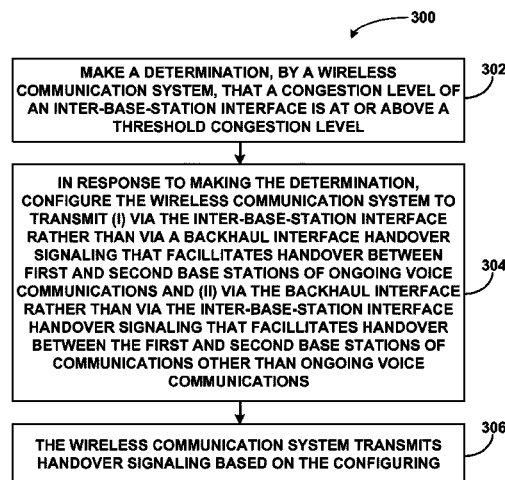 300
MAKE A DETERMINATION, BY A WIRELESS
COMMUNICATION SYSTEM, THAT A CONGESTION LEVEL OF
AN INTER-BASE-STATION INTERFACE IS AT OR ABOVE A
THRESHOLD CONGESTION LEVEL
302
IN RESPONSE TO MAKING THE DETERMINATION,
CONFIGURE THE WIRELESS COMMUNICATION SYSTEM TO
TRANSMIT (I) VIA THE INTER-BASE-STATION INTERFACE
RATHER THAN VIA A BACKHAUL INTERFACE HANDOVER
SIGNALING THAT FACILLITATES HANDOVER BETWEEN
FIRST AND SECOND BASE STATIONS OF ONGOING VOICE
COMMUNICATIONS AND (II) VIA THE BACKHAUL INTERFACE
RATHER THAN VIA THE INTER-BASE-STATION INTERFACE
HANDOVER SIGNALING THAT FACILLITATES HANDOVER
BETWEEN THE FIRST AND SECOND BASE STATIONS OF
COMMUNICATIONS OTHER THAN ONGOING VOICE
COMMUNICATIONS
304
THE WIRELESS COMMUNICATION SYSTEM TRANSMITS
HANDOVER SIGNALING BASED ON THE CONFIGURING
306